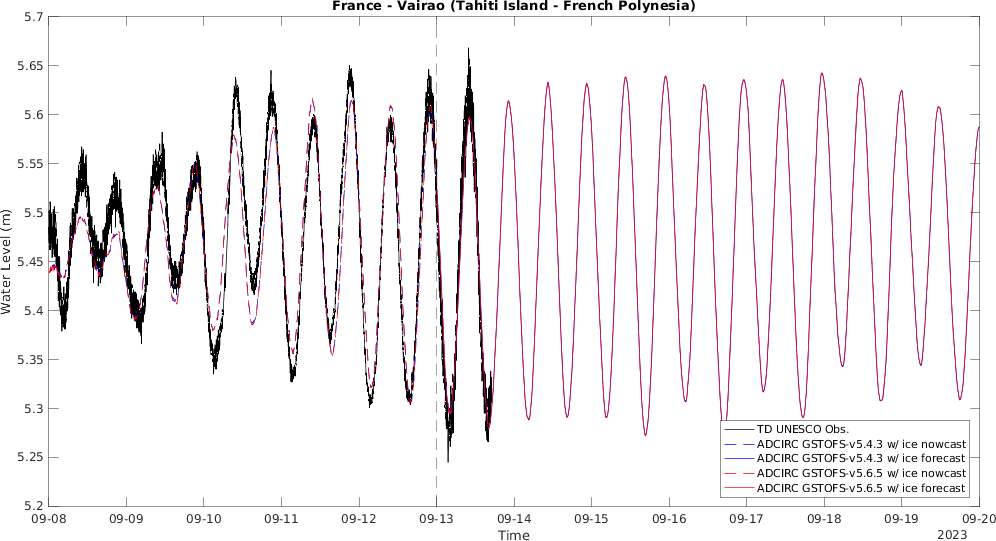 France - Vairao (Tahiti Island - French Polynesia)
5.7
5.65
5.6
5.55
5.5
5.45
5.4
5.35
5.3
5.25
5.2
Water Level (m)
TD UNESCO Obs.
ADCIRC GSTOFS-v5.4.3 w/ ice nowcast
ADCIRC GSTOFS-v5.4.3 w/ ice forecast
ADCIRC GSTOFS-v5.6.5 w/ ice nowcast
ADCIRC GSTOFS-v5.6.5 w/ ice forecast
09-08 09-09 09-10 09-11 09-12 09-13 09-14 09-15 09-16 09-17 09-18 09-19 09-20
Time
2023